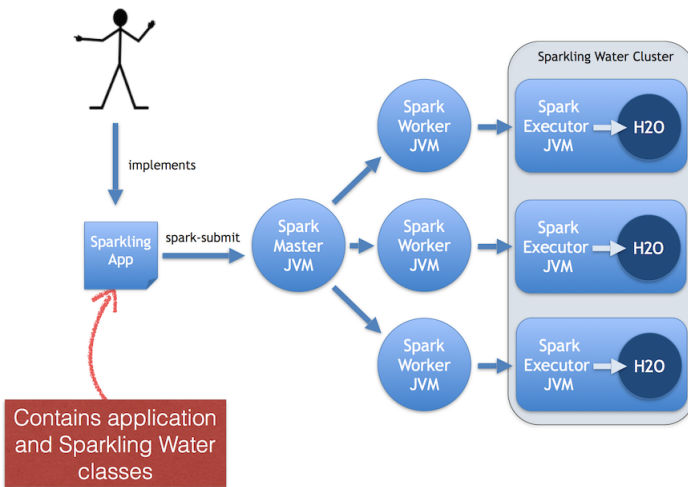 Sparkling Water Cluster
implements
Sparkling
App
spark-submit
Spark
Master
JVM
Spark
Worker
JVM
Spark
Executor
JVM
H2O
Spark
Worker
JVM
Spark
Executor
JVM
H2O
Spark
Worker
JVM
Spark
Executor
JVM
H2O
Contains application
and Sparkling Water
classes